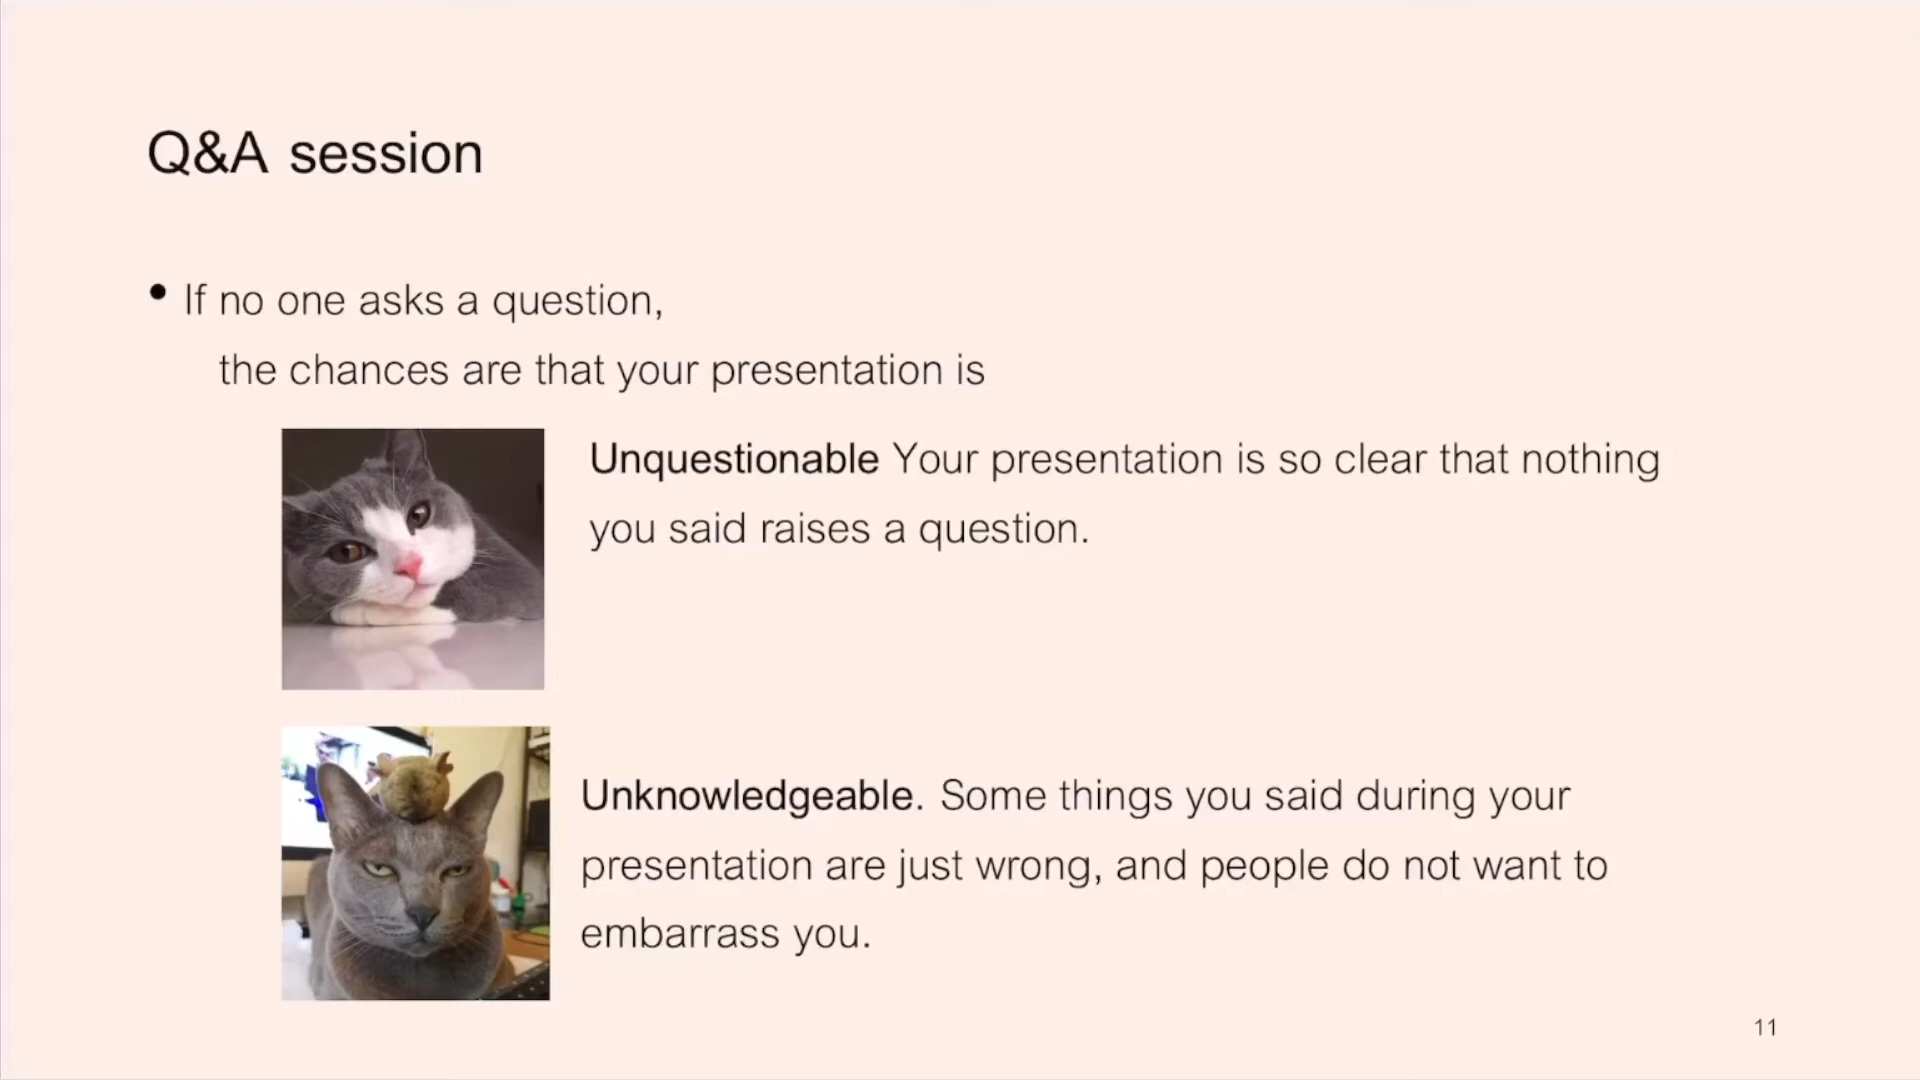 Q&A session
• If no one asks a question,
the chances are that your presentation is
Unquestionable Your presentation is so clear that nothing
you said raises a question.
Unknowledgeable. Some things you said during your
presentation are just wrong, and people do not want to
embarrass you.
11